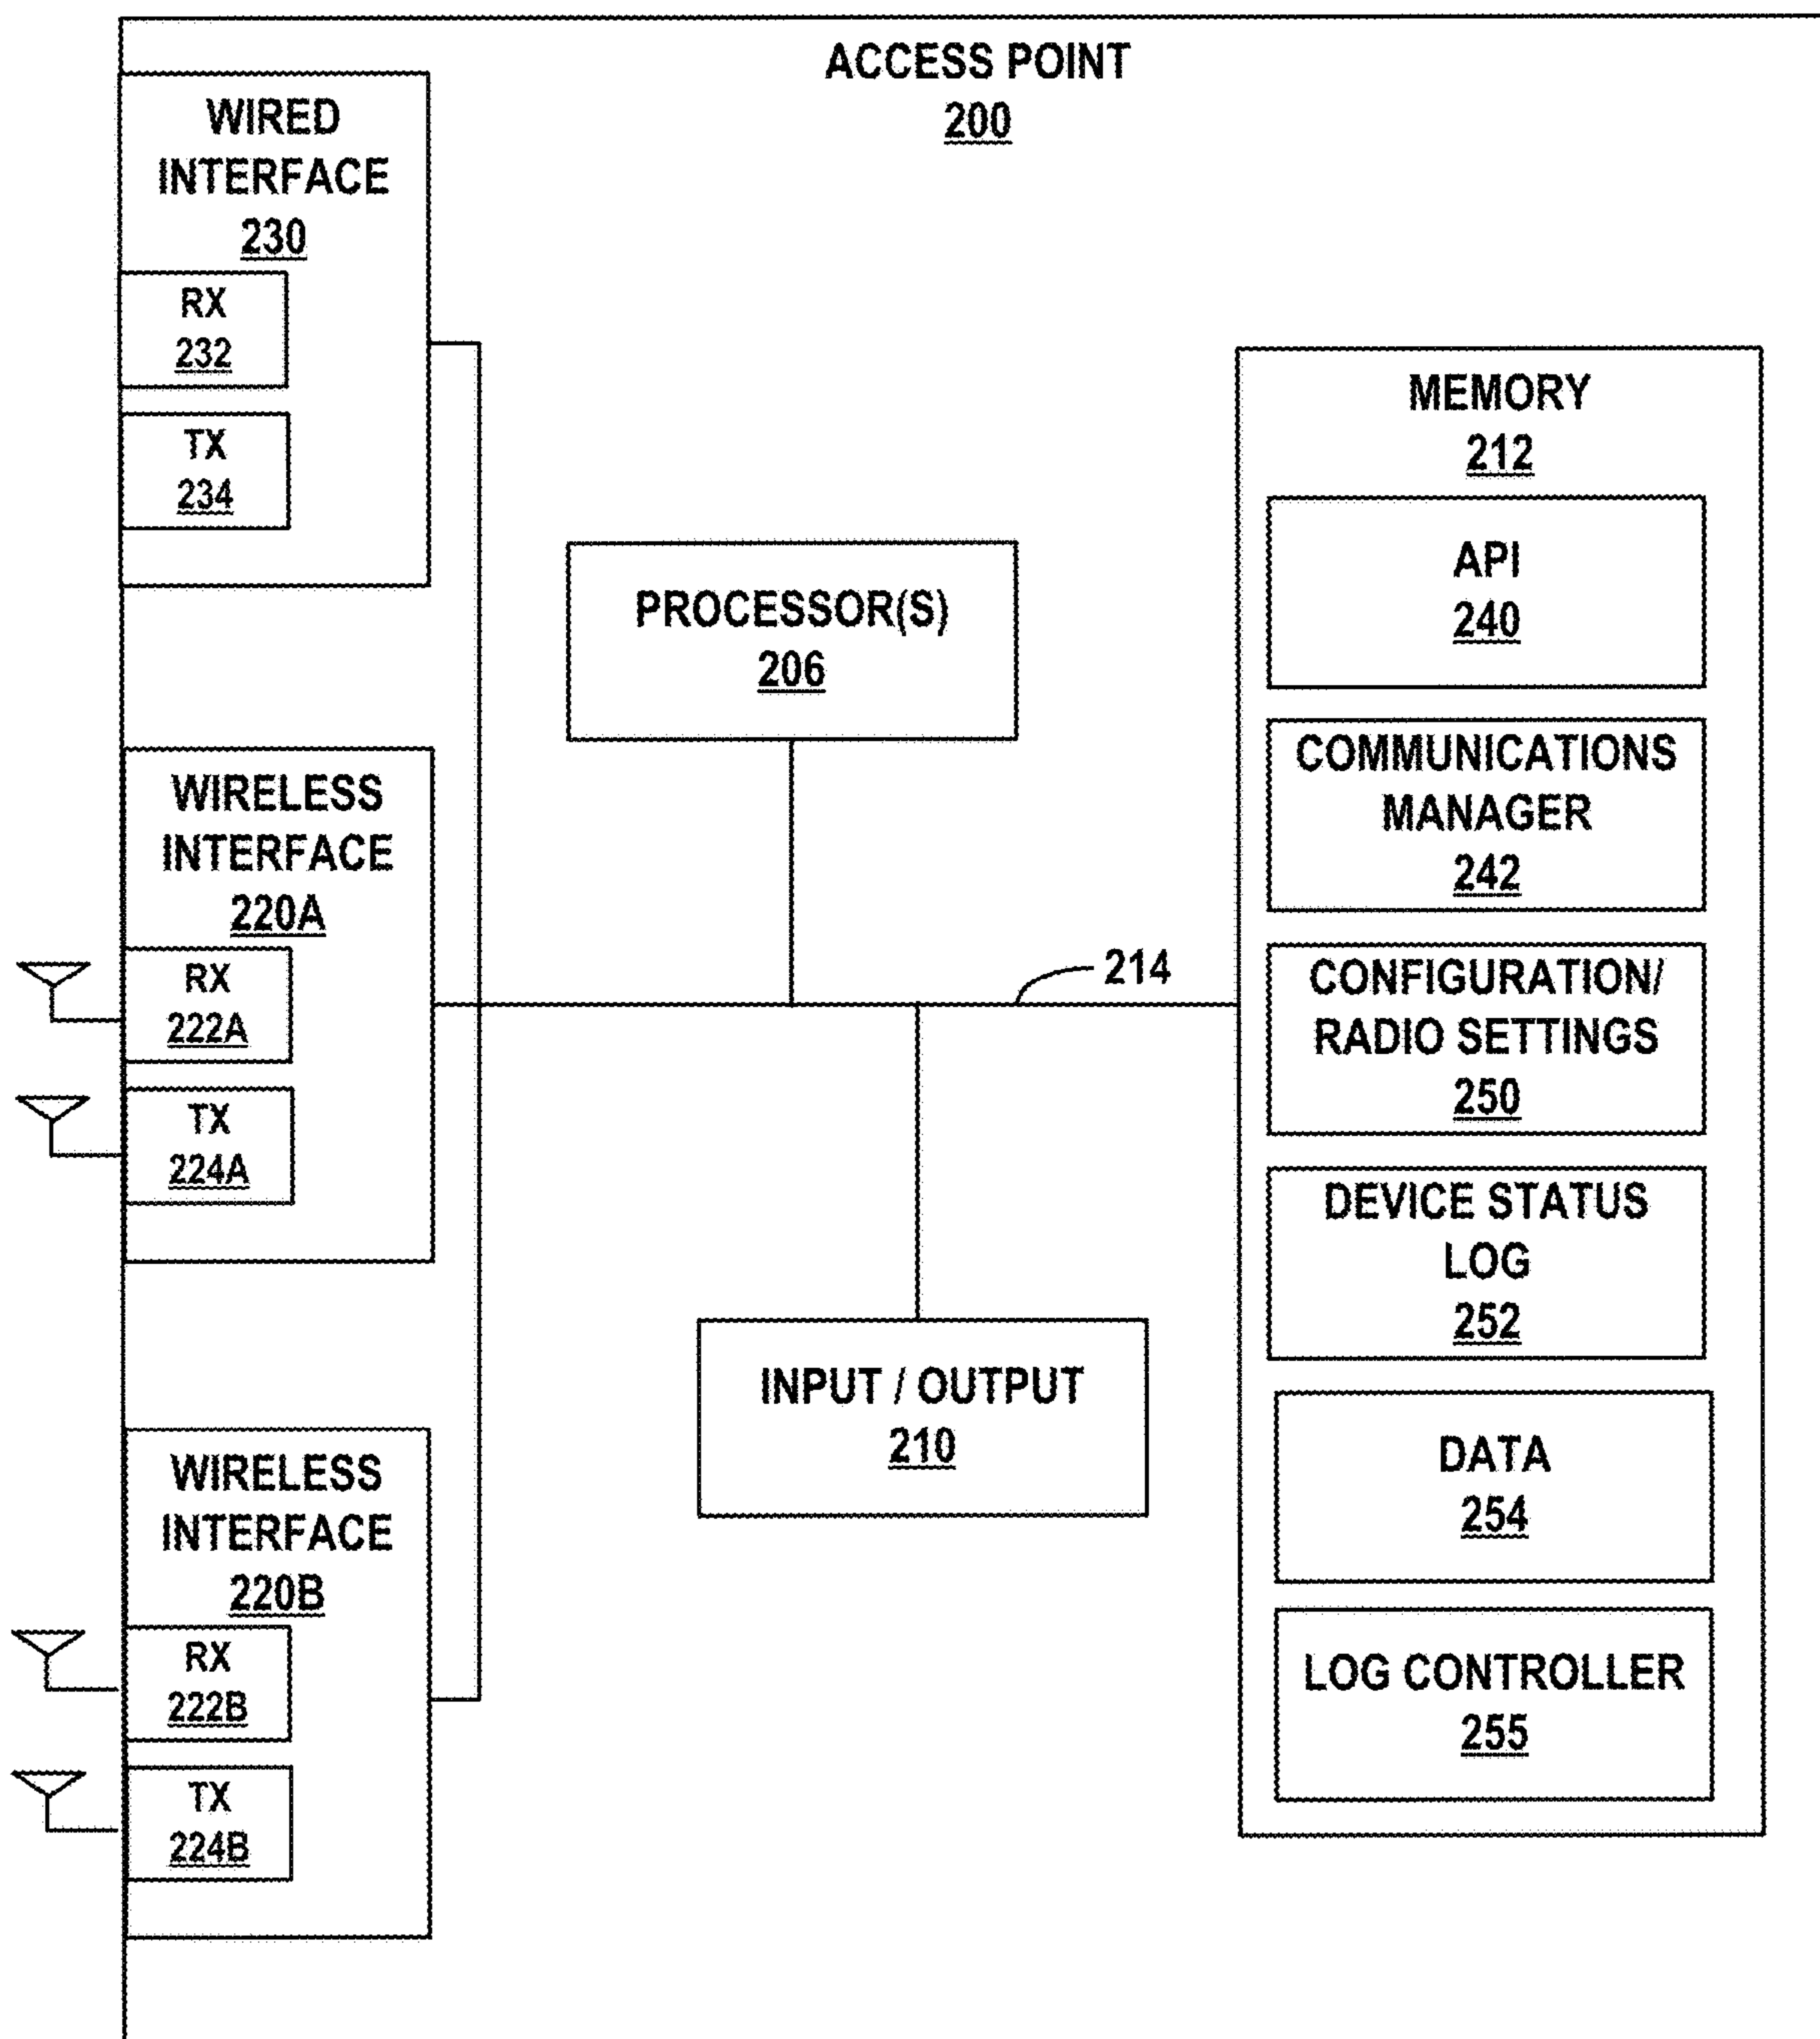 ACCESS POINT
200
WIRED
INTERFACE
230
RX
232
TX
234
WIRELESS
INTERFACE
220A
RX
222A
TX
224A
WIRELESS
INTERFACE
220B
RX
222B
TX
224B
PROCESSOR(S)
206
214
INPUT / OUTPUT
210
MEMORY
212
API
240
COMMUNICATIONS
MANAGER
242
CONFIGURATION/
RADIO SETTINGS
250
DEVICE STATUS
LOG
252
DATA
254
LOG CONTROLLER
255